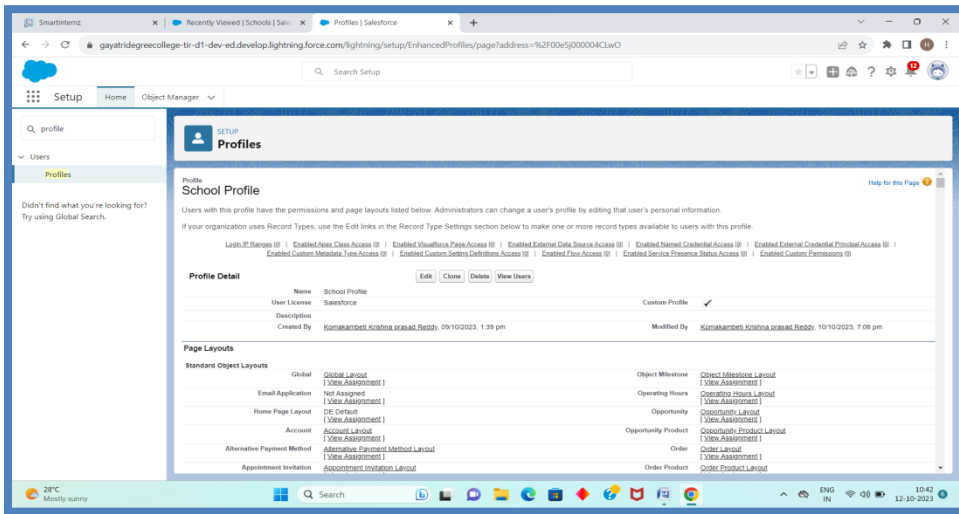 Smartinternz
Recently Viewed | Schools | Sale
Profiles | Salesforce
gayatridegreecollege-tir-d1-dev-ed.develop.lightning.force.com/lightning/setup/EnhancedProfiles/page?address=%2F00e5j000004CLwO
H
Search Setup
12
Setup
Home
Object Manager
profile
Users
Profiles
Didn't find what you're looking for?
Try using Global Search.
SETUP
Profiles
Profile
School Profile
Help for this Page
Users with this profile have the permissions and page layouts listed below. Administrators can change a user's profile by editing that user's personal information.
If your organization uses Record Types, use the Edit links in the Record Type Settings section below to make one or more record types available to users with this profile.
Login IP Ranges [0] | Enabled Apex Class Access [0] | Enabled Visualforce Page Access [0] | Enabled External Data Source Access [0] | Enabled Named Credential Access [0] | Enabled External Credential Principal Access [0] |
Enabled Custom Metadata Type Access [0] | Enabled Custom Setting Definitions Access [0] | Enabled Flow Access [0] | Enabled Service Presence Status Access [0] | Enabled Custom Permissions [0]
Profile Detail Edit Clone Delete View Users
Name School Profile
User License Salesforce Custom Profile
Description
Created By Komakambeti Krishna prasad Reddy, 09/10/2023, 1:39 pm Modified By Komakambeti Krishna prasad Reddy, 10/10/2023, 7:08 pm
Page Layouts
Standard Object Layouts
Global Global Layout Object Milestone Object Milestone Layout
[ View Assignment ] [ View Assignment ]
Email Application Not Assigned Operating Hours Operating Hours Layout
[ View Assignment ] [ View Assignment ]
Home Page Layout DE Default Opportunity Opportunity Layout
[ View Assignment ] [ View Assignment ]
Account Account Layout Opportunity Product Opportunity Product Layout
[ View Assignment ] [ View Assignment ]
Alternative Payment Method Alternative Payment Method Layout Order Order Layout
[ View Assignment ] [ View Assignment ]
Appointment Invitation Appointment Invitation Layout Order Product Order Product Layout
28°C
Mostly sunny
Search
ENG
IN
10:42
12-10-2023